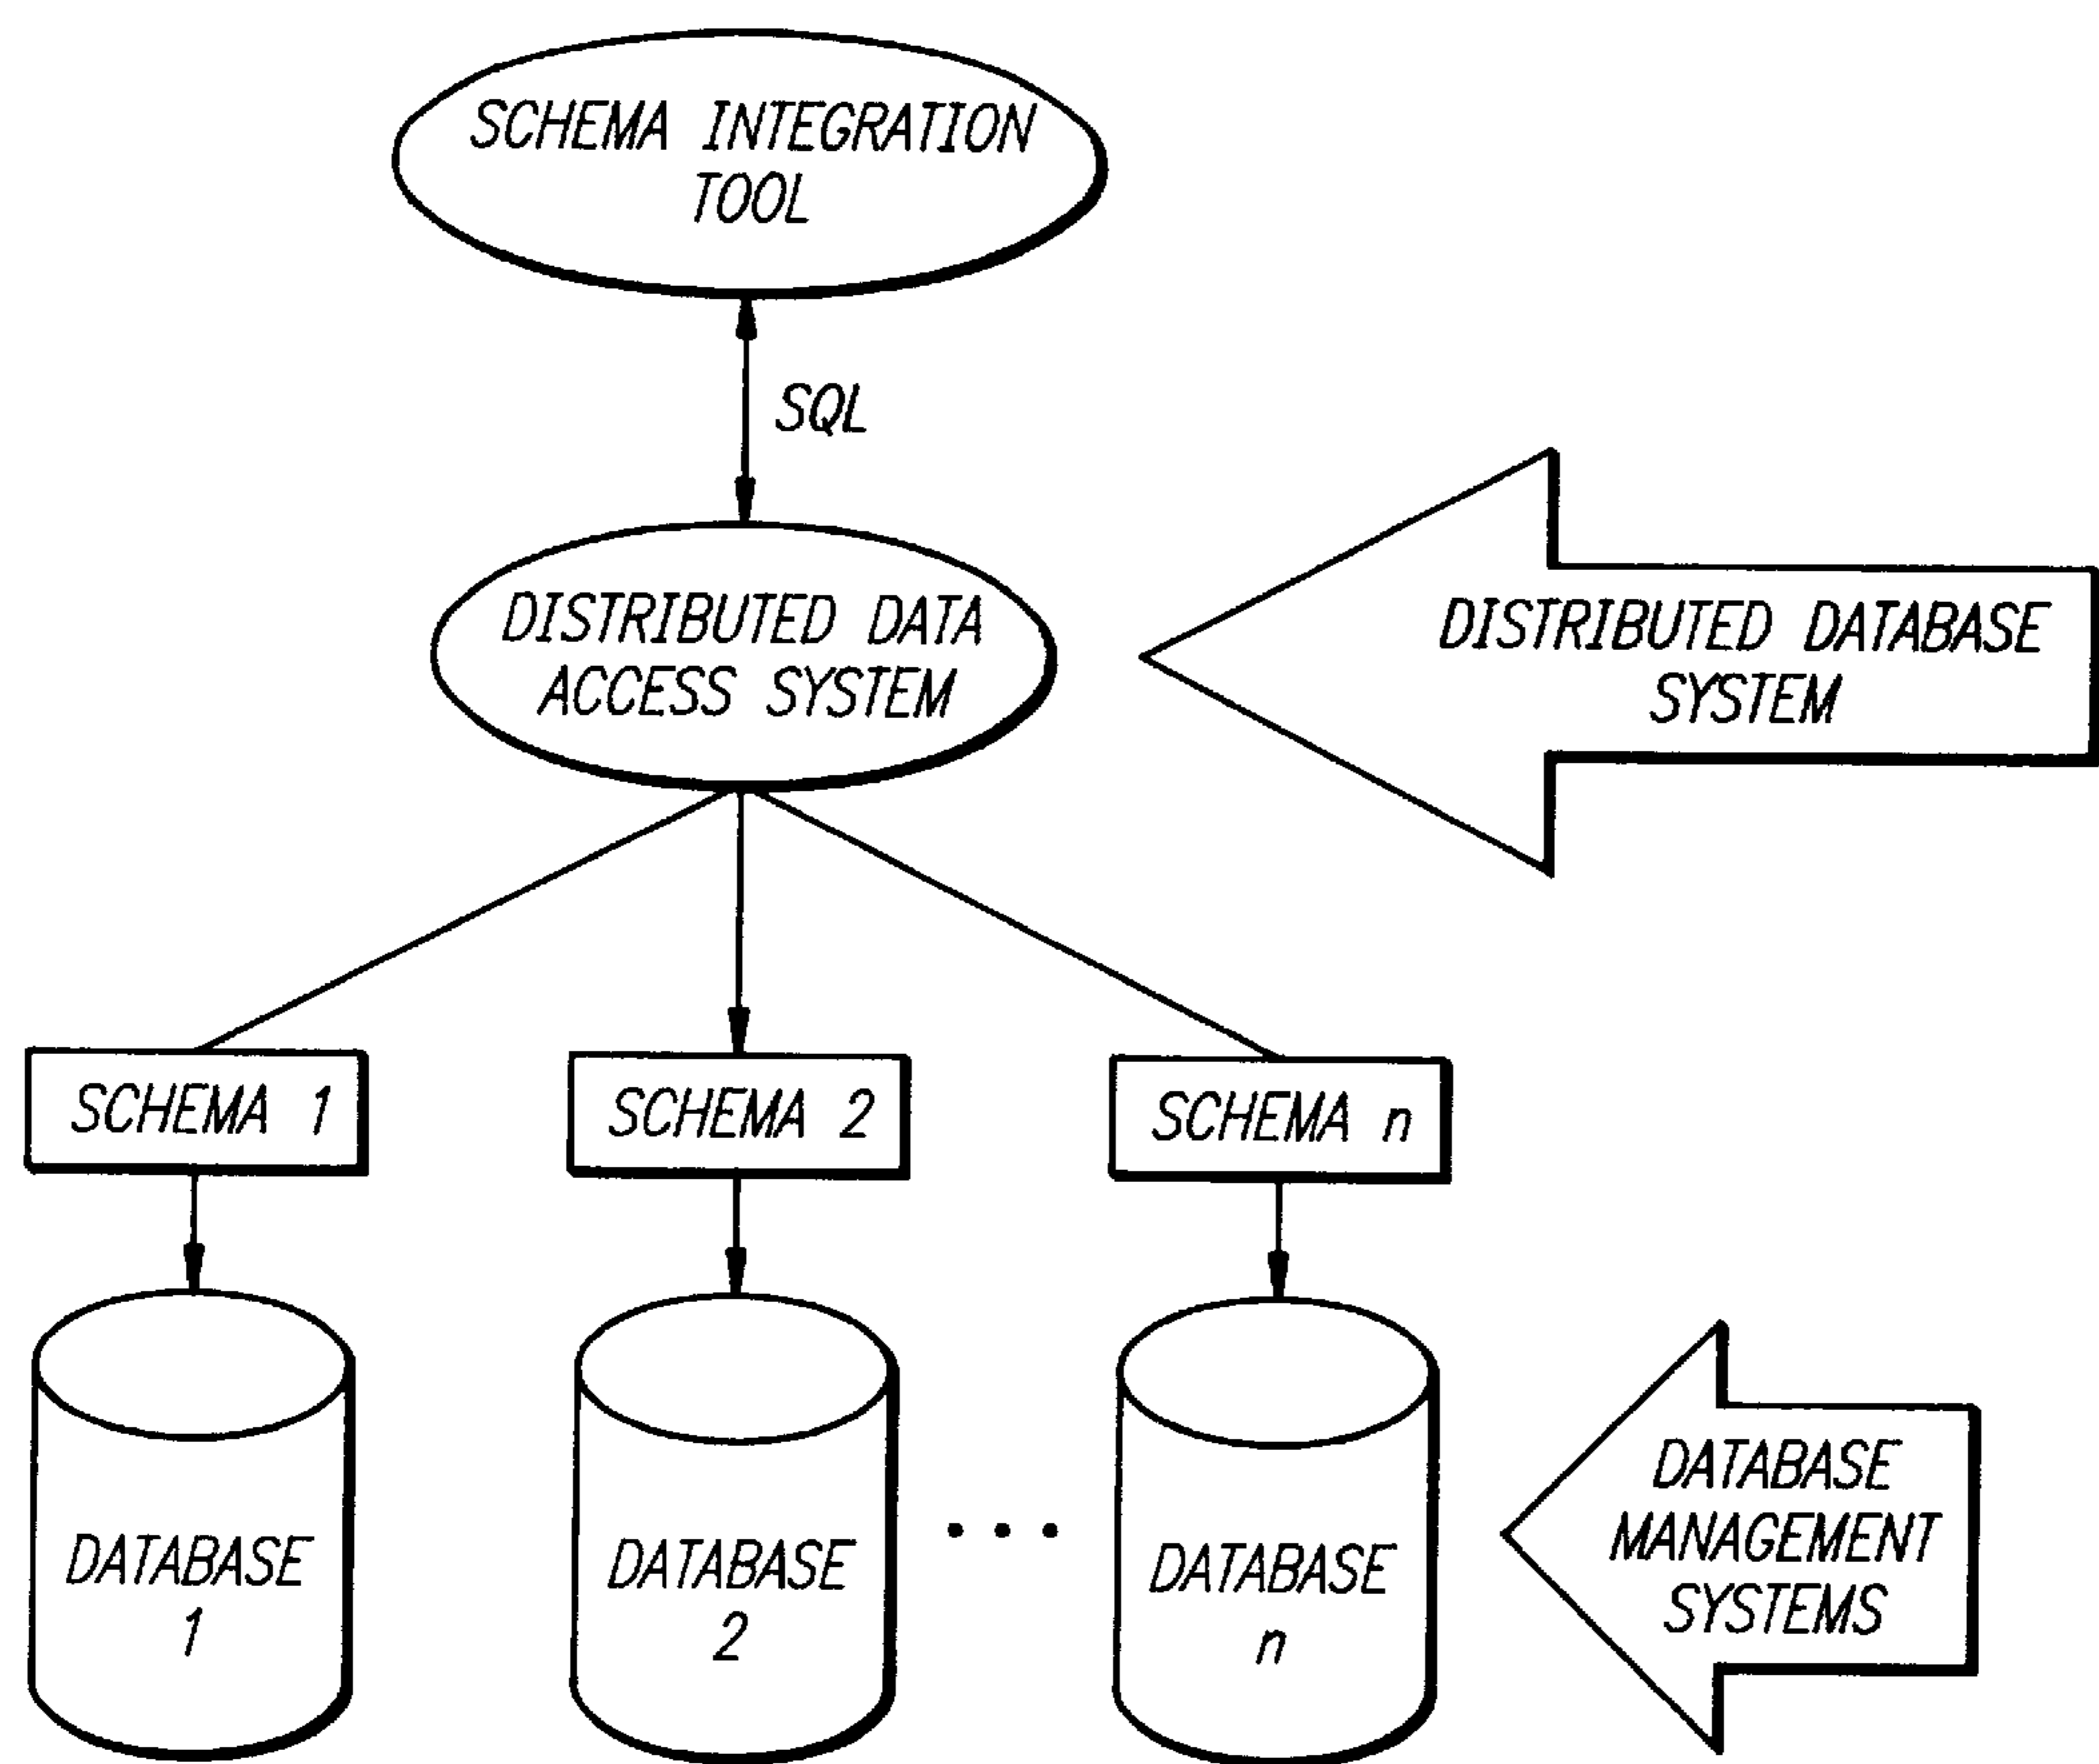 SCHEMA INTEGRATION
TOOL
SQL
DISTRIBUTED DATA
ACCESS SYSTEM
DISTRIBUTED DATABASE
SYSTEM
SCHEMA 1
SCHEMA 2
SCHEMA n
DATABASE
1
DATABASE
2
DATABASE
n
DATABASE
MANAGEMENT
SYSTEMS